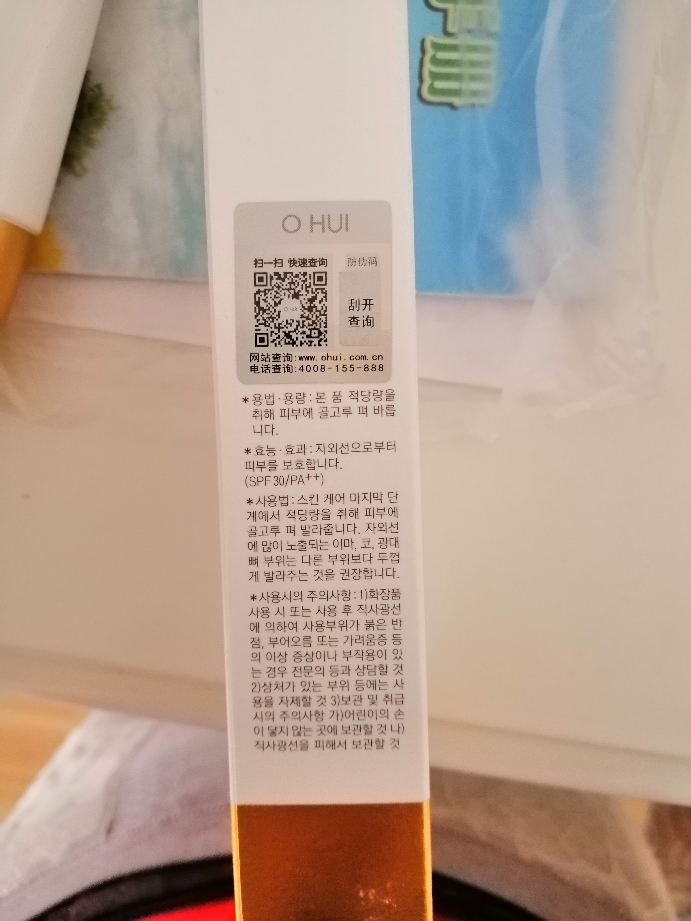 册
O HUI
扫一扫 快速查询
防伪码
刮开
查询
网站查询:www.ohui.com.cn
电话查询:4008-155-888
*용법·용량:본 품 적당량을
취해 피부에 골고루 펴 바릅
니다.
*효능·효과:자외선으로부터
피부를 보호합니다.
(SPF30/PA++)
*사용법:스킨 케어 마지막 단
계에서 적당량을 취해 피부에
골고루 펴 발라줍니다. 자외선
에 많이 노출되는 이마, 코, 광대
뼈 부위는 다른 부위보다 두껍
게 발라주는 것을 권장합니다.
*사용시의 주의사항:1)화장품
사용 시 또는 사용 후 직사광선
에 의하여 사용부위가 붉은 반
점, 부어오름 또는 가려움증 등
의 이상 증상이나 부작용이 있
는 경우 전문의 등과 상담할 것
2)상처가 있는 부위 등에는 사
용을 자제할 것 3)보관 및 취급
시의 주의사항 가)어린이의 손
이 닿지 않는 곳에 보관할 것 나)
직사광선을 피해서 보관할 것